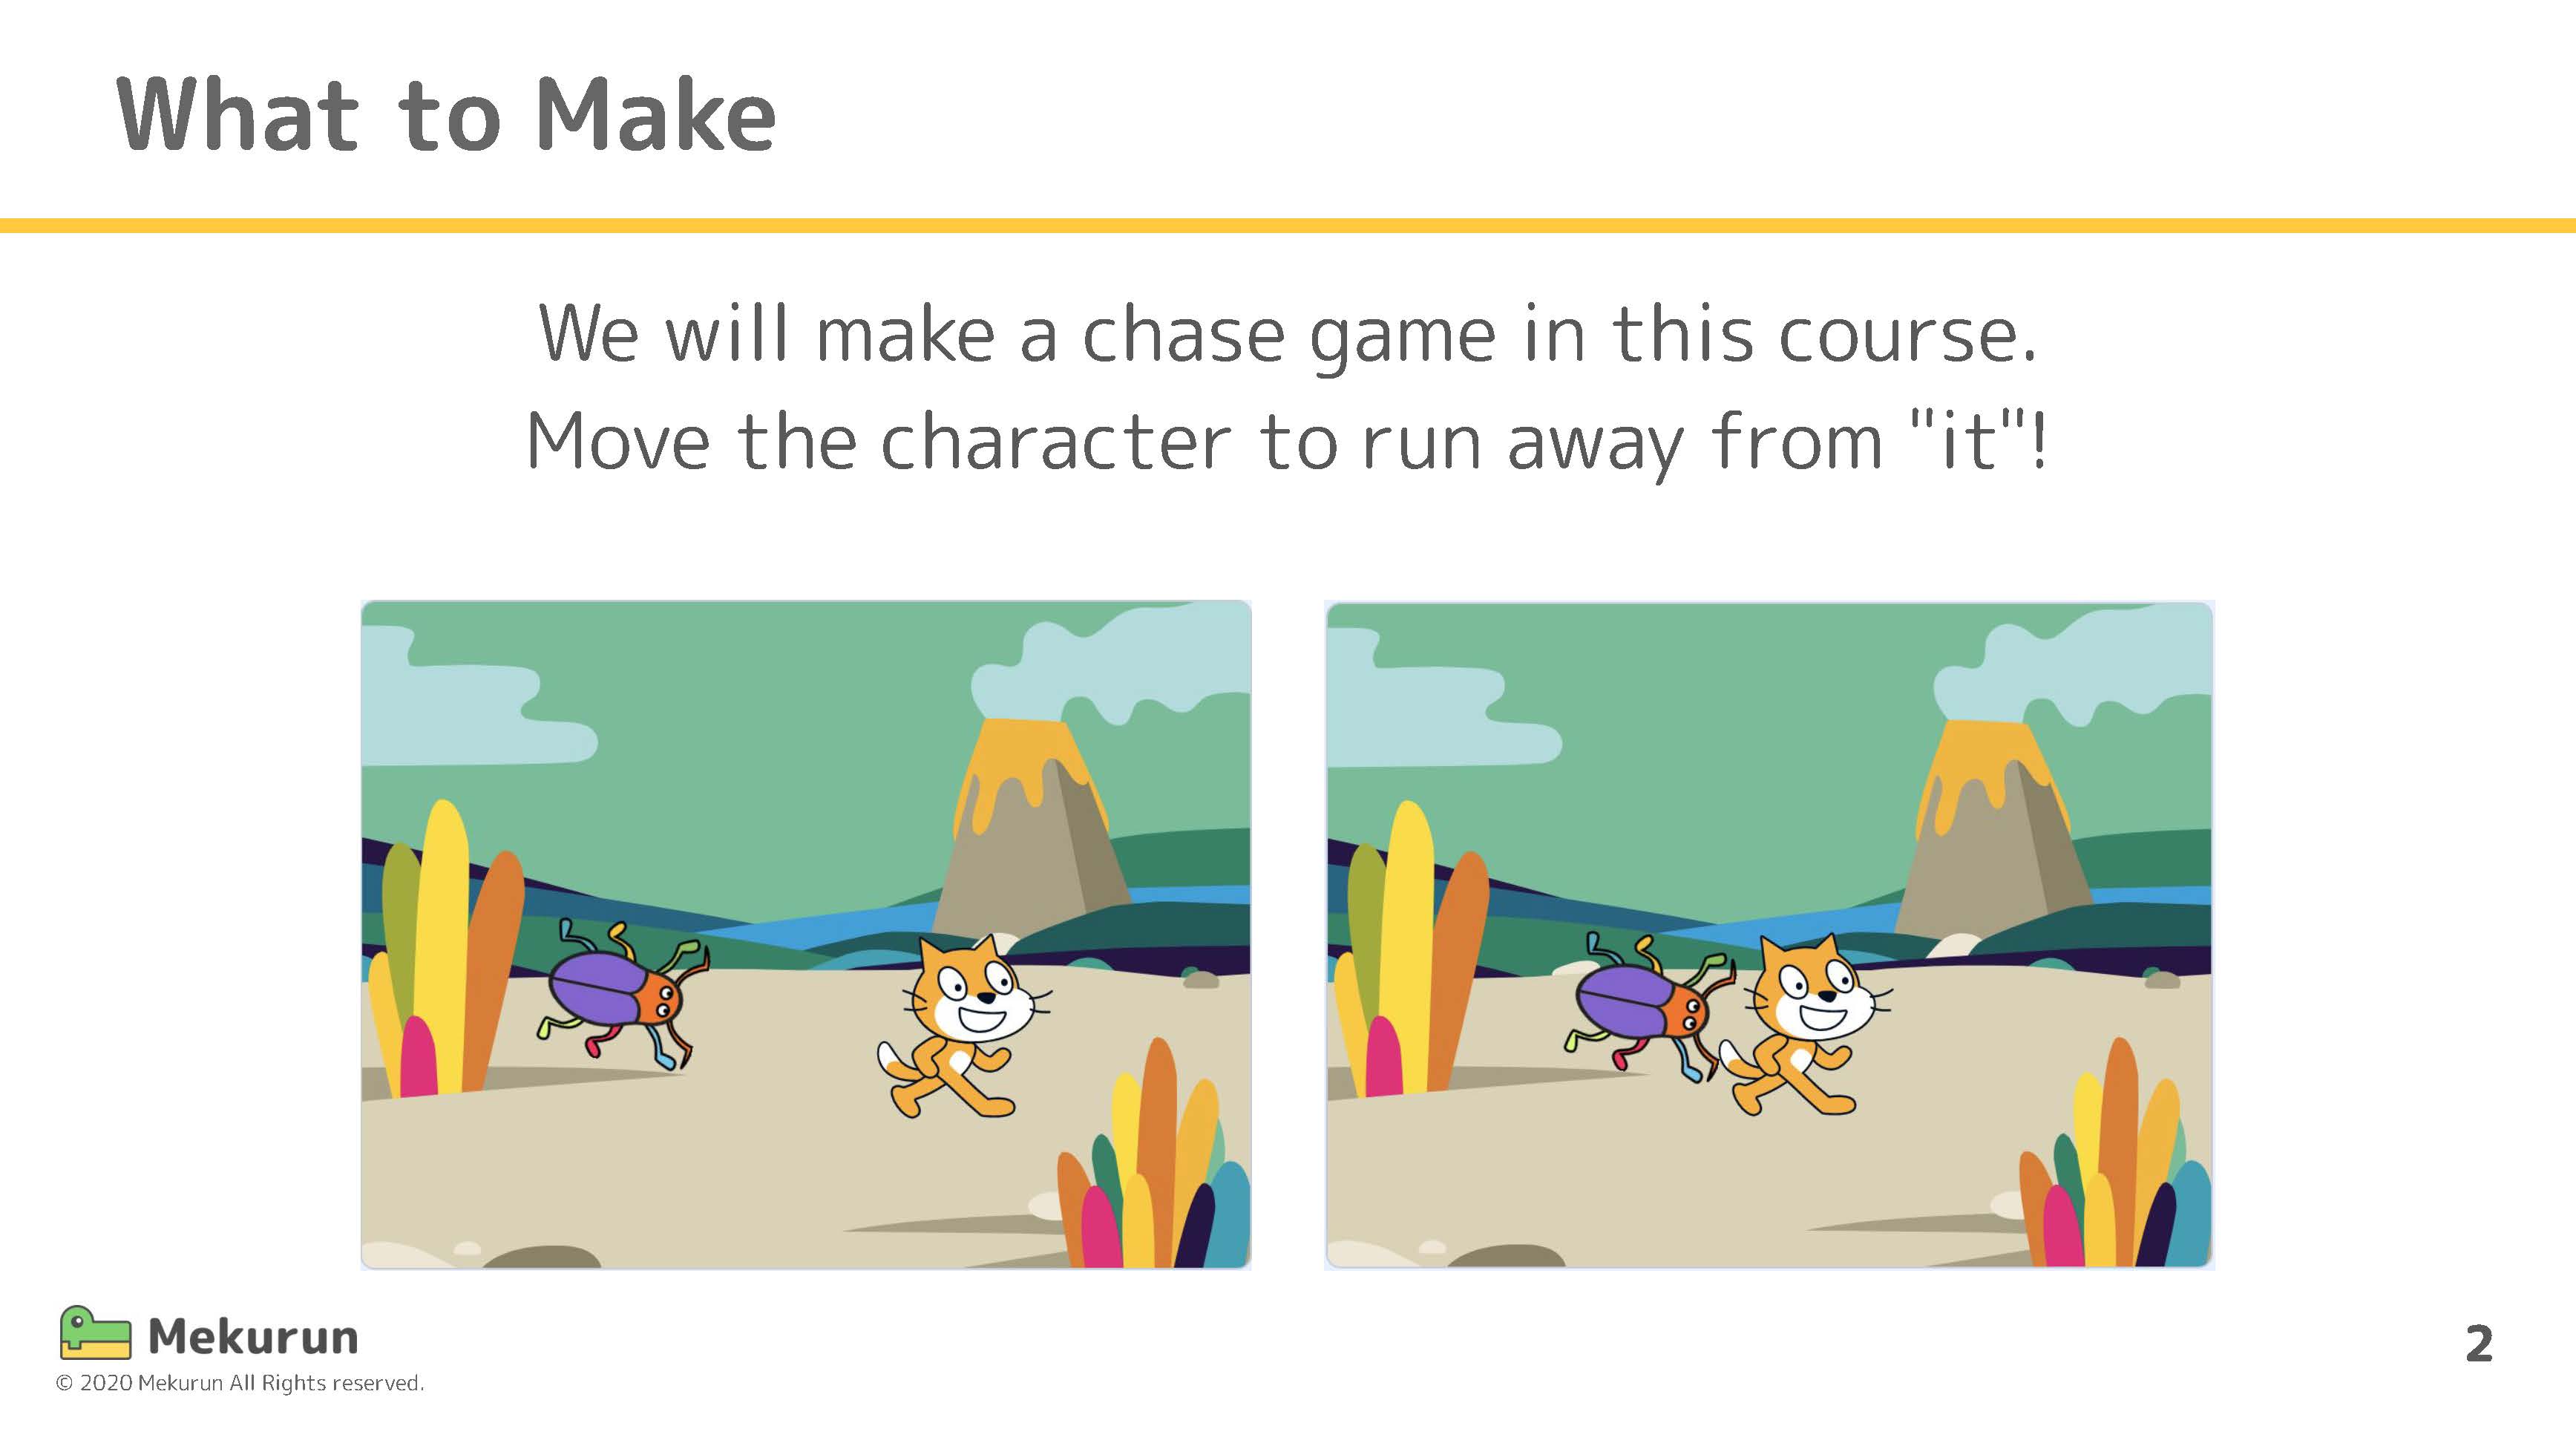 What to Make
We will make a chase game in this course.
Move the character to run away from "it"!
Mekurun
© 2020 Mekurun All Rights reserved.
2